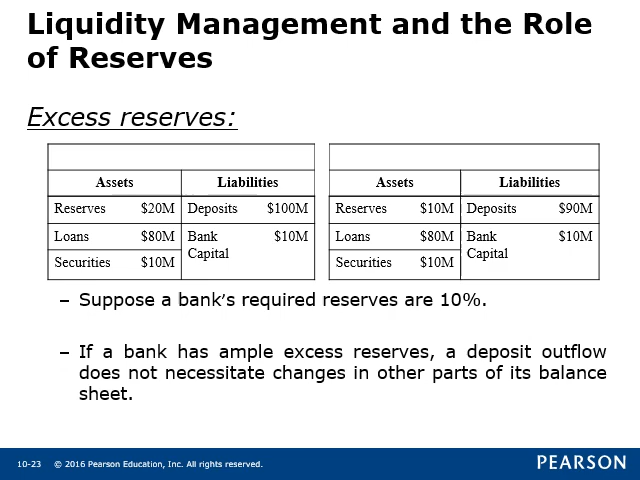 Liquidity Management and the Role
of Reserves
Excess reserves:
Assets Liabilities
Reserves $20M Deposits $100M
Loans $80M Bank Capital $10M
Securities $10M
Assets Liabilities
Reserves $10M Deposits $90M
Loans $80M Bank Capital $10M
Securities $10M
– Suppose a bank’s required reserves are 10%.
– If a bank has ample excess reserves, a deposit outflow
does not necessitate changes in other parts of its balance
sheet.
10-23 © 2016 Pearson Education, Inc. All rights reserved.
PEARSON